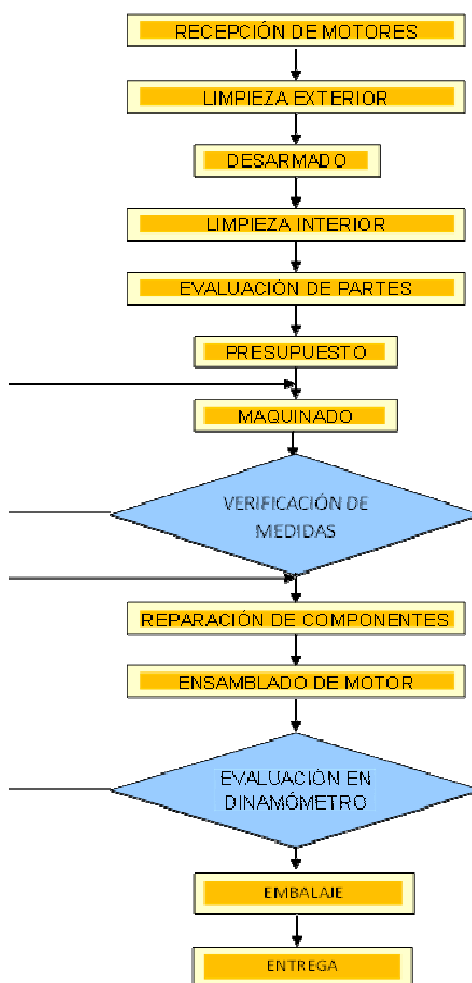 RECEPCIÓN DE MOTORES
LIMPIEZA EXTERIOR
DESARMADO
LIMPIEZA INTERIOR
EVALUACIÓN DE PARTES
PRESUPUESTO
MAQUINADO
VERIFICACIÓN DE
MEDIDAS
REPARACIÓN DE COMPONENTES
ENSAMBLADO DE MOTOR
EVALUACIÓN EN
DINAMÓMETRO
EMBALAJE
ENTREGA